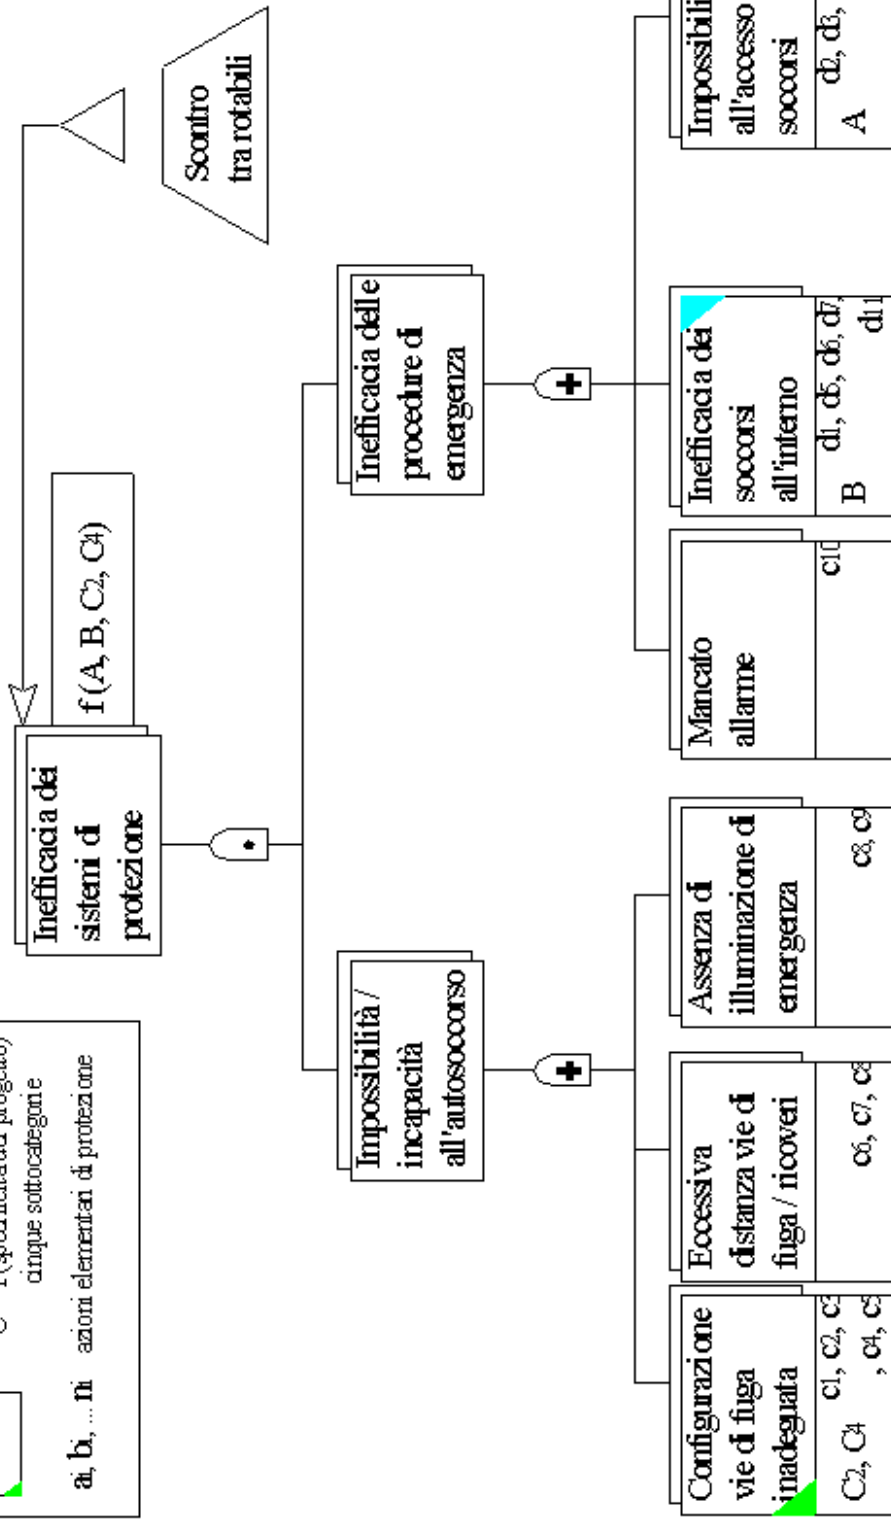 cinque sottocategorie
ai, bi, ... ni azioni elementari di protezione
Inefficacia dei
sistemi di
protezione
f (A, B, C2, C4)
Scontro
tra rotabili
Impossibilità /
incapacità
all'autosoccorso
Inefficacia delle
procedure di
emergenza
Configurazione
vie di fuga
inadeguata
c1, c2, c3
C2, C4
, c4, c5
Eccessiva
distanza vie di
fuga / ricoveri
c6, c7, c8
Assenza di
illuminazione di
emergenza
c8, c9
Mancato
allarme
c10
Inefficacia dei
soccorsi
all'interno
d1, d5, d6, d7,
B
d11
all'accesso
soccorsi
d2, d3,
A